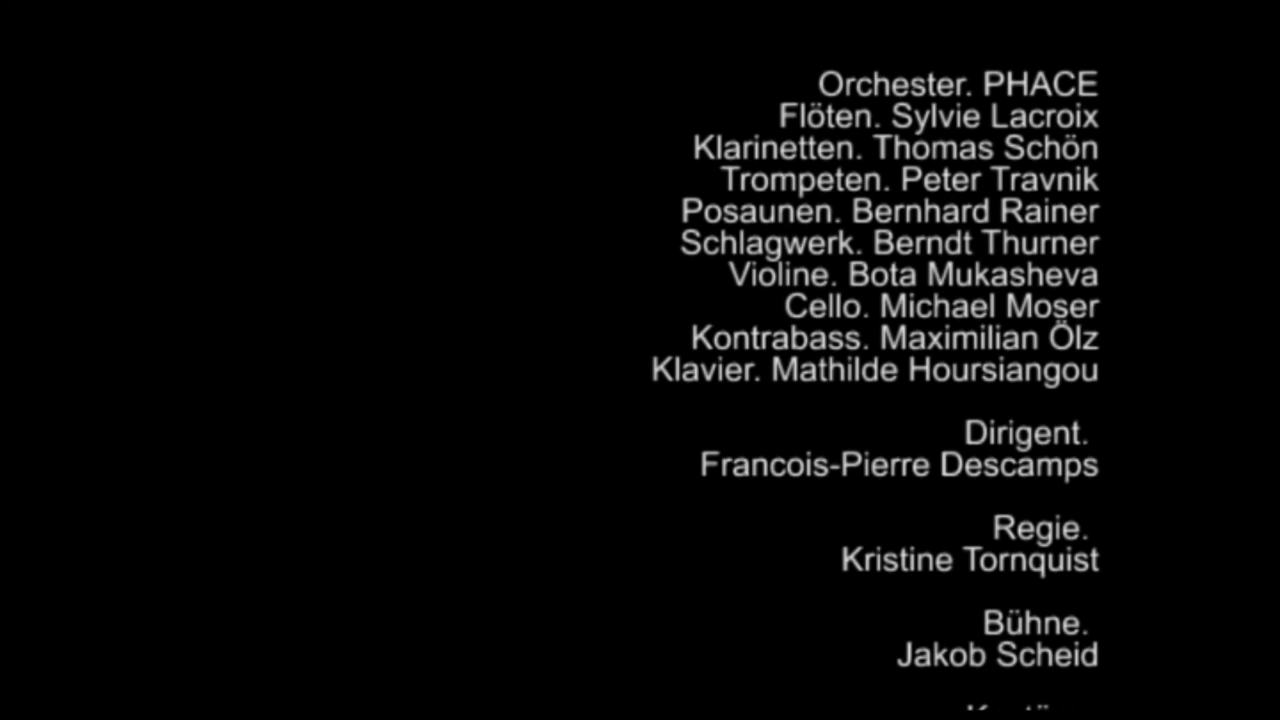 Orchester. PHACE
Flöten. Sylvie Lacroix
Klarinetten. Thomas Schön
Trompeten. Peter Travnik
Posaunen. Bernhard Rainer
Schlagwerk. Berndt Thurner
Violine. Bota Mukasheva
Cello. Michael Moser
Kontrabass. Maximilian Ölz
Klavier. Mathilde Hoursiangou
Dirigent.
Francois-Pierre Descamps
Regie.
Kristine Tornquist
Bühne.
Jakob Scheid